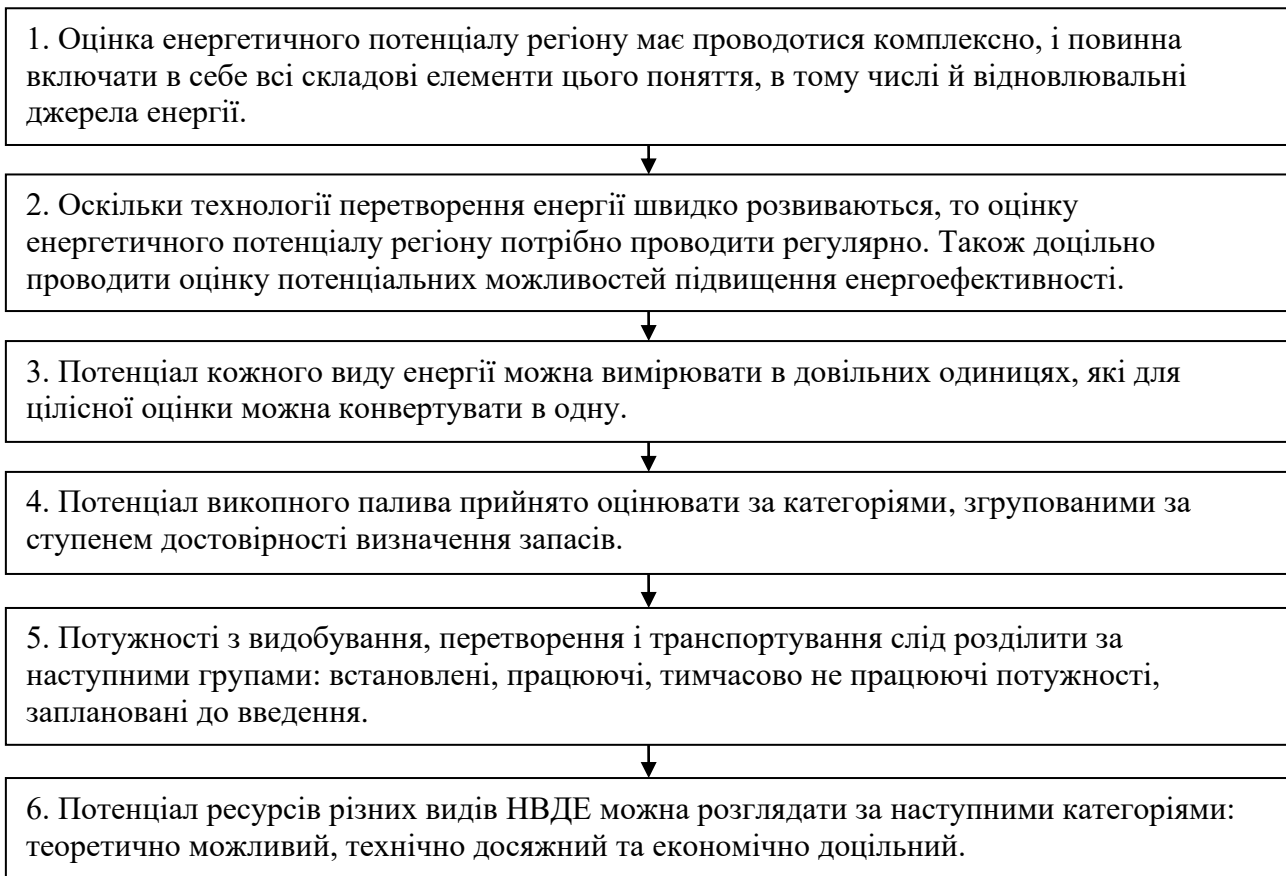 1. Оцінка енергетичного потенціалу регіону має проводотися комплексно, і повинна
включати в себе всі складові елементи цього поняття, в тому числі й відновлювальні
джерела енергії.
2. Оскільки технології перетворення енергії швидко розвиваються, то оцінку
енергетичного потенціалу регіону потрібно проводити регулярно. Також доцільно
проводити оцінку потенціальних можливостей підвищення енергоефективності.
3. Потенціал кожного виду енергії можна вимірювати в довільних одиницях, які для
цілісної оцінки можна конвертувати в одну.
4. Потенціал викопного палива прийнято оцінювати за категоріями, згрупованими за
ступенем достовірності визначення запасів.
5. Потужності з видобування, перетворення і транспортування слід розділити за
наступними групами: встановлені, працюючі, тимчасово не працюючі потужності,
заплановані до введення.
6. Потенціал ресурсів різних видів НВДЕ можна розглядати за наступними категоріями:
теоретично можливий, технічно досяжний та економічно доцільний.